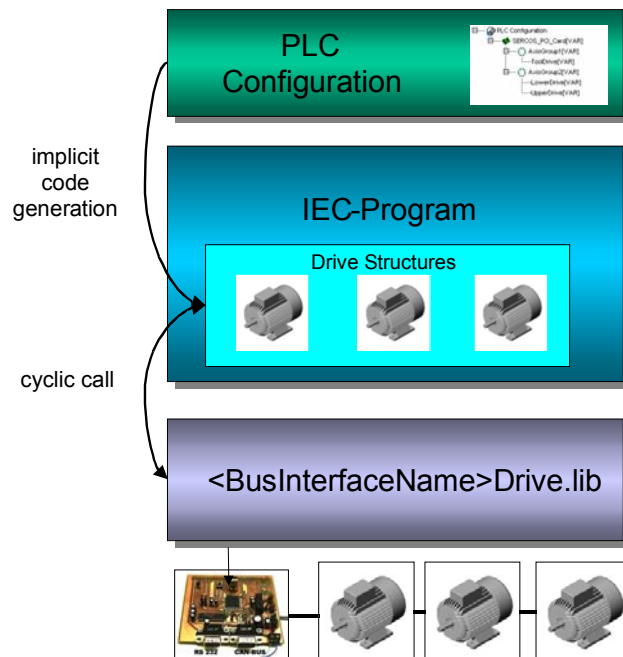 PLC
Configuration
PLC Configuration
SERCOS_PCI_Card[VAR]
AxisGroup1[VAR]
ToolDrive[VAR]
AxisGroup2[VAR]
LowerDrive[VAR]
UpperDrive[VAR]
implicit
code
generation
IEC-Program
Drive Structures
cyclic call
<BusInterfaceName>Drive.lib
RS 232 CAN-BUS